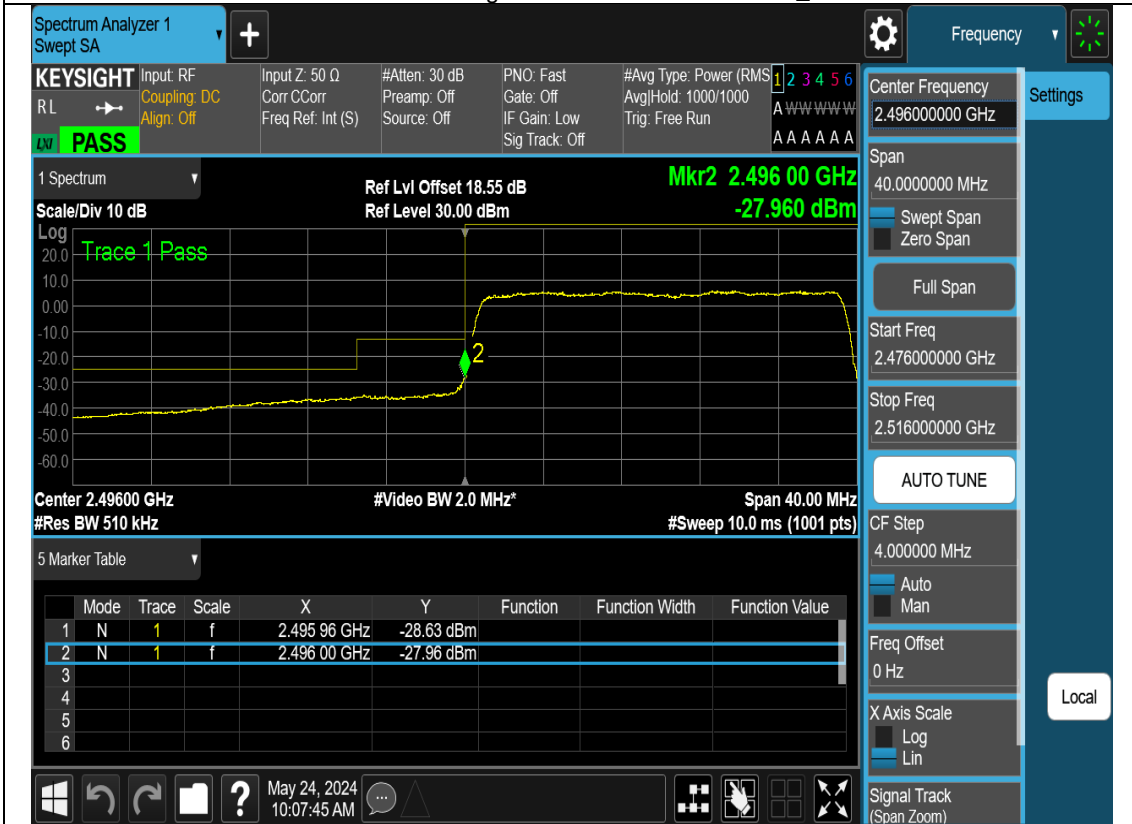 Spectrum Analyzer 1
Swept SA
+
Frequency
KEYSIGHT
R L
LXI PASS
Input: RF
Coupling: DC
Align: Off
Input Z: 50 Ω
Corr CCorr
Freq Ref: Int (S)
#Atten: 30 dB
Preamp: Off
Source: Off
PNO: Fast
Gate: Off
IF Gain: Low
Sig Track: Off
#Avg Type: Power (RMS
Avg|Hold: 1000/1000
Trig: Free Run
1 2 3 4 5 6
A W W W W W
A A A A A A
Center Frequency
2.496000000 GHz
Settings
Span
40.0000000 MHz
Swept Span
Zero Span
Full Span
Start Freq
2.476000000 GHz
Stop Freq
2.516000000 GHz
AUTO TUNE
CF Step
4.000000 MHz
Auto
Man
Freq Offset
0 Hz
X Axis Scale
Log
Lin
Signal Track
(Span Zoom)
Local
1 Spectrum
Scale/Div 10 dB
Ref Lvl Offset 18.55 dB
Ref Level 30.00 dBm
Mkr2 2.496 00 GHz
-27.960 dBm
Log
Trace 1 Pass
20.0
10.0
0.00
-10.0
-20.0
-30.0
-40.0
-50.0
-60.0
2
Center 2.49600 GHz
#Video BW 2.0 MHz*
Span 40.00 MHz
#Res BW 510 kHz
#Sweep 10.0 ms (1001 pts)
5 Marker Table
Mode Trace Scale X Y Function Function Width Function Value
1 N 1 f 2.495 96 GHz -28.63 dBm
2 N 1 f 2.496 00 GHz -27.96 dBm
3
4
5
6
?
May 24, 2024
10:07:45 AM